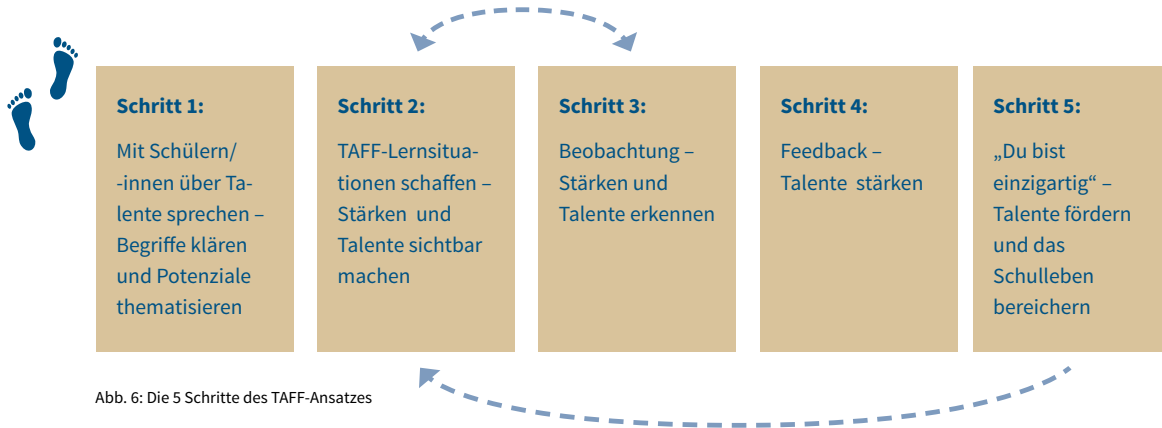 Schritt 1:
Mit Schülern/
-innen über Ta-
lente sprechen –
Begriffe klären
und Potenziale
thematisieren
Schritt 2:
TAFF-Lernsitua-
tionen schaffen –
Stärken und
Talente sichtbar
machen
Schritt 3:
Beobachtung –
Stärken und
Talente erkennen
Schritt 4:
Feedback –
Talente stärken
Schritt 5:
„Du bist
einzigartig“ –
Talente fördern
und das
Schulleben
bereichern
Abb. 6: Die 5 Schritte des TAFF-Ansatzes